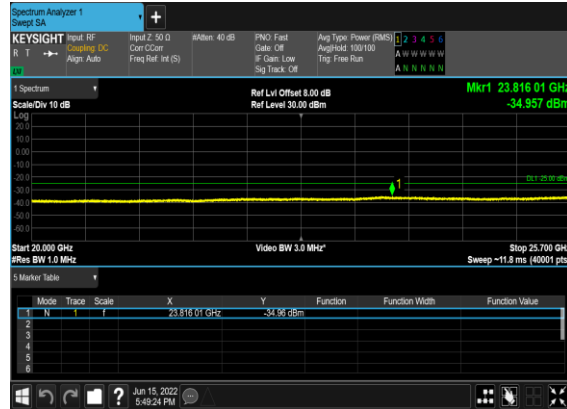 Spectrum Analyzer 1
Swept SA
+
KEYSIGHT Input: RF Input Z: 50 Ω #Atten: 40 dB PNO: Fast Avg Type: Power (RMS) 1 2 3 4 5 6
R T Coupling: DC Corr CCorr Gate: Off Avg|Hold: 100/100 A W W W W W
Align: Auto Freq Ref: Int (S) IF Gain: Low Trig: Free Run
Sig Track: Off A N N N N N
1 Spectrum Ref Lvl Offset 8.00 dB Mkr1 23.816 01 GHz
Scale/Div 10 dB Ref Level 30.00 dBm -34.957 dBm
Log
20.0
10.0
0.00
-10.0
-20.0
-30.0
-40.0
-50.0
-60.0
1
DL1 -25.00 dBm
Start 20.000 GHz Video BW 3.0 MHz* Stop 25.700 GHz
#Res BW 1.0 MHz Sweep ~11.8 ms (40001 pts)
5 Marker Table
Mode Trace Scale X Y Function Function Width Function Value
1 N 1 f 23.816 01 GHz -34.96 dBm
2
3
4
5
6
? Jun 15, 2022
5:49:24 PM